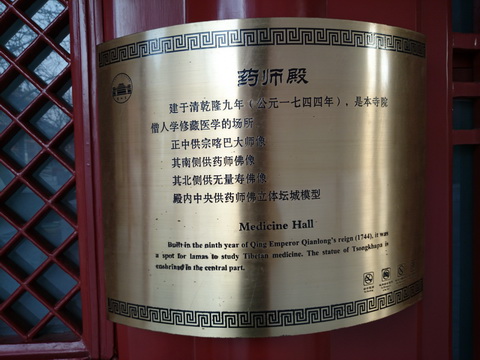 药师殿
建于清乾隆九年（公元一七四四年），是本寺院
僧人学修藏医学的场所
正中供宗喀巴大师像
其南侧供药师佛像
其北侧供无量寿佛像
殿内中央供药师佛立体坛城模型
Medicine Hall
Built in the ninth year of Qing Emperor Qianlong's reign (1744), it was
a spot for lamas to study Tibetan medicine. The statue of Tsongkhapa is
enshrined in the central part.